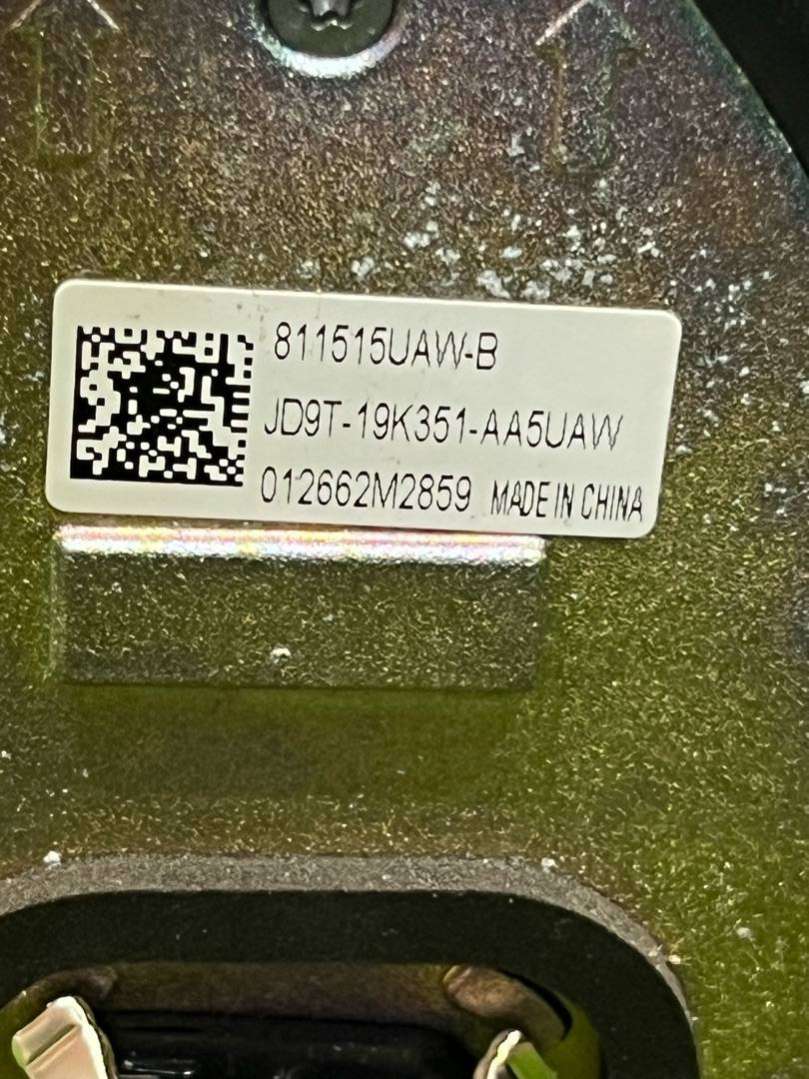 811515UAW-B
JD9T-19K351-AA5UAW
012662M2859 MADE IN CHINA